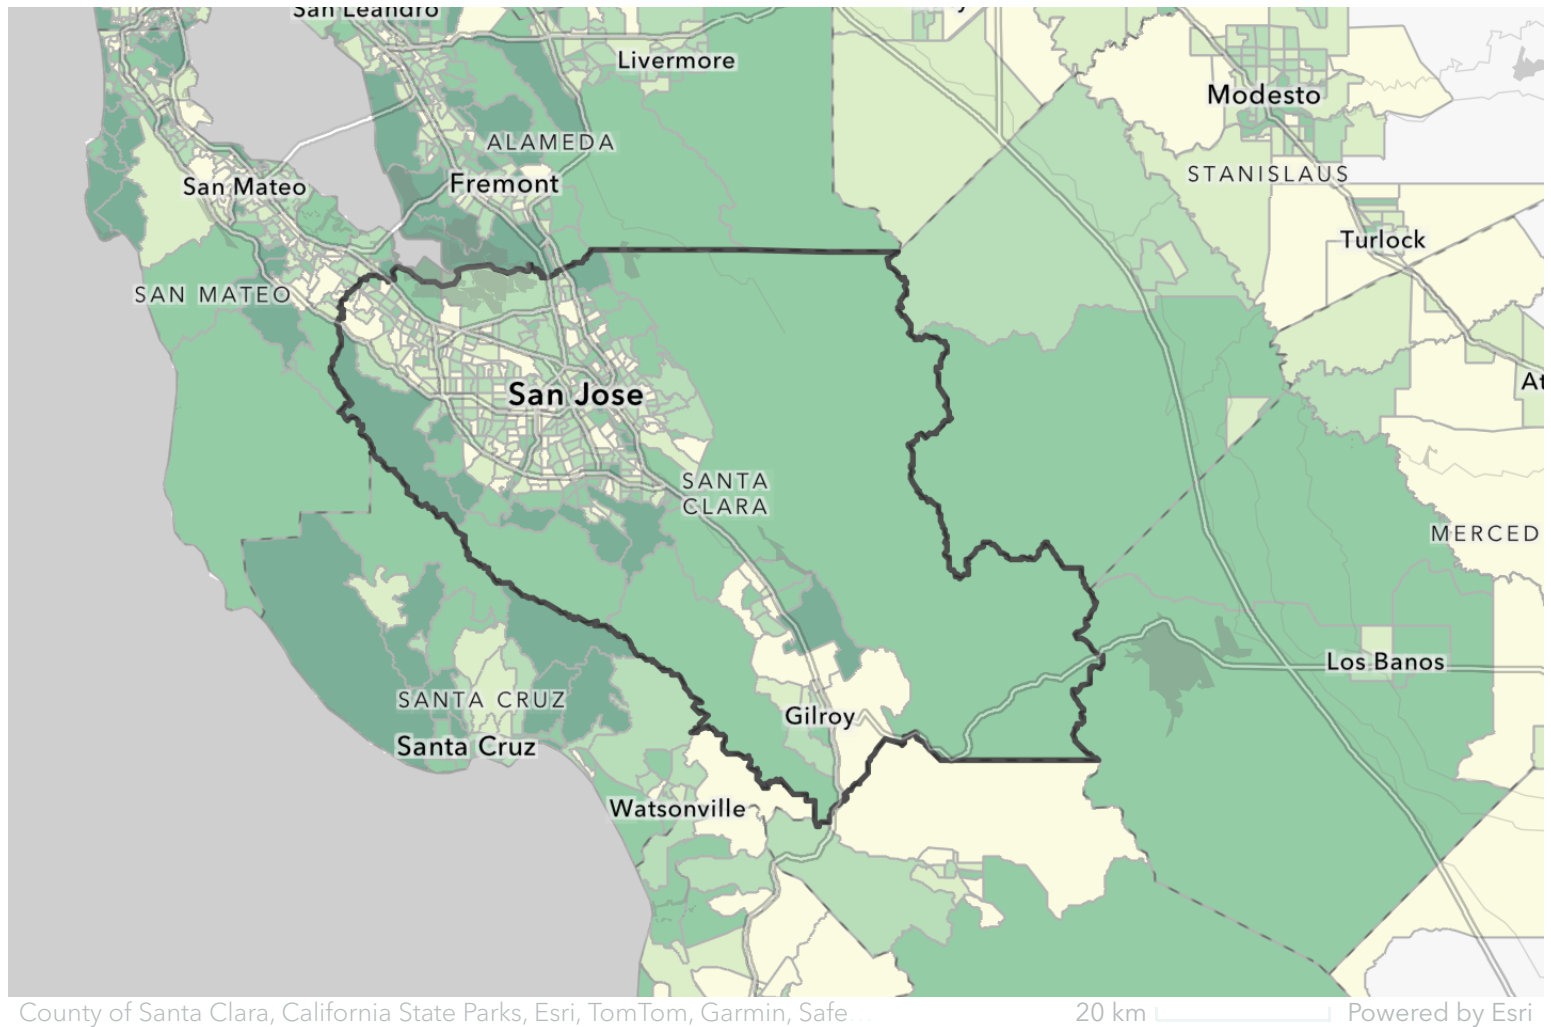 San Leandro
Livermore
Modesto
ALAMEDA
STANISLAUS
San Mateo
Fremont
Turlock
SAN MATEO
San Jose
SANTA
CLARA
MERCED
Los Banos
SANTA CRUZ
Gilroy
Santa Cruz
Watsonville
County of Santa Clara, California State Parks, Esri, TomTom, Garmin, Safe...
20 km
Powered by Esri